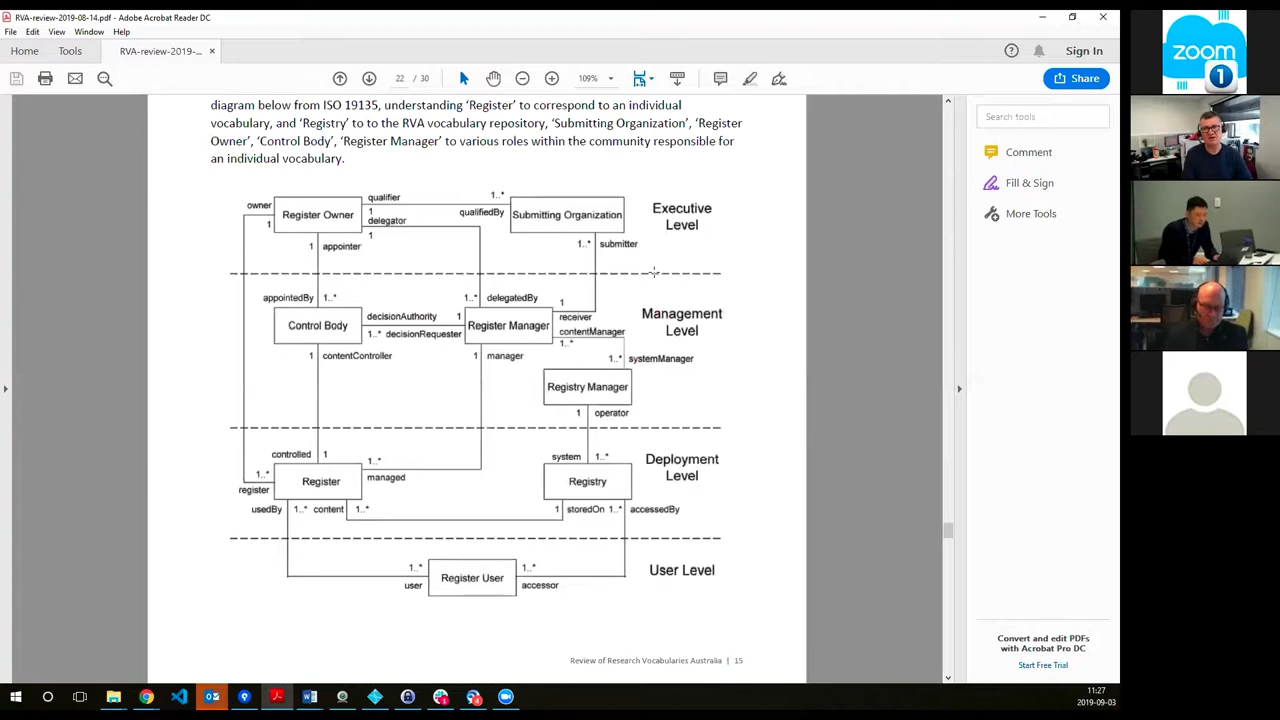 RVA-review-2019-08-14.pdf - Adobe Acrobat Reader DC
File Edit View Window Help
Home Tools RVA-review-2019-... × Sign In
22 / 30 109% Share
diagram below from ISO 19135, understanding ‘Register’ to correspond to an individual
vocabulary, and ‘Registry’ to to the RVA vocabulary repository, ‘Submitting Organization’, ‘Register
Owner’, ‘Control Body’, ‘Register Manager’ to various roles within the community responsible for
an individual vocabulary.
owner
1
Register Owner
qualifier
1
delegator
1
1..*
qualifiedBy
Submitting Organization
Executive
Level
1 appointer
1..* submitter
appointedBy 1..*
1..* delegatedBy
Control Body
decisionAuthority 1
1..* decisionRequester
Register Manager
1
receiver
contentManager
1..*
Management
Level
1 contentController
1 manager
1..* systemManager
Registry Manager
1 operator
controlled 1
1..*
managed
system 1..*
Deployment
Level
1..*
register
Register
Registry
usedBy 1..* content 1..*
1 storedOn 1..* accessedBy
1..*
user
Register User
1..*
accessor
User Level
Review of Research Vocabularies Australia | 15
Search tools
Comment
Fill & Sign
More Tools
Convert and edit PDFs
with Acrobat Pro DC
Start Free Trial
zoom
1
11:27
2019-09-03